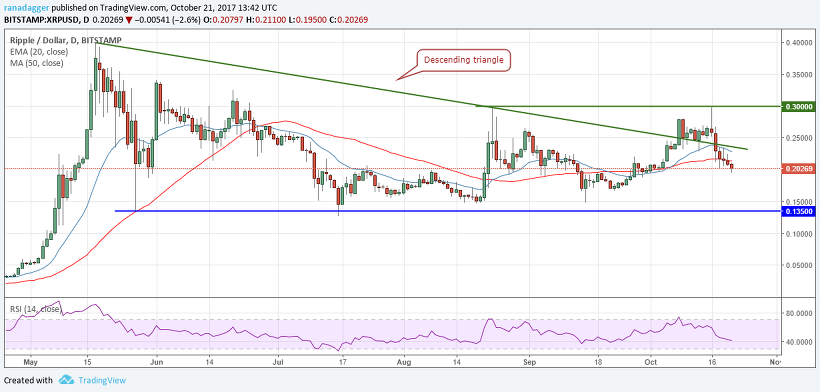 ranadagger published on TradingView.com, October 21, 2017 13:42 UTC
BITSTAMP:XRPUSD, D 0.20269 ▼ −0.00541 (−2.6%) O:0.20797 H:0.21100 L:0.19500 C:0.20269
Ripple / Dollar, D, BITSTAMP
EMA (20, close)
MA (50, close)
Descending triangle
0.40000
0.35000
0.30000
0.25000
0.20269
0.15000
0.13500
0.10000
0.05000
RSI (14, close)
80.0000
40.0000
May 15 Jun 14 Jul 17 Aug 14 Sep 18 Oct 16
Created with TradingView